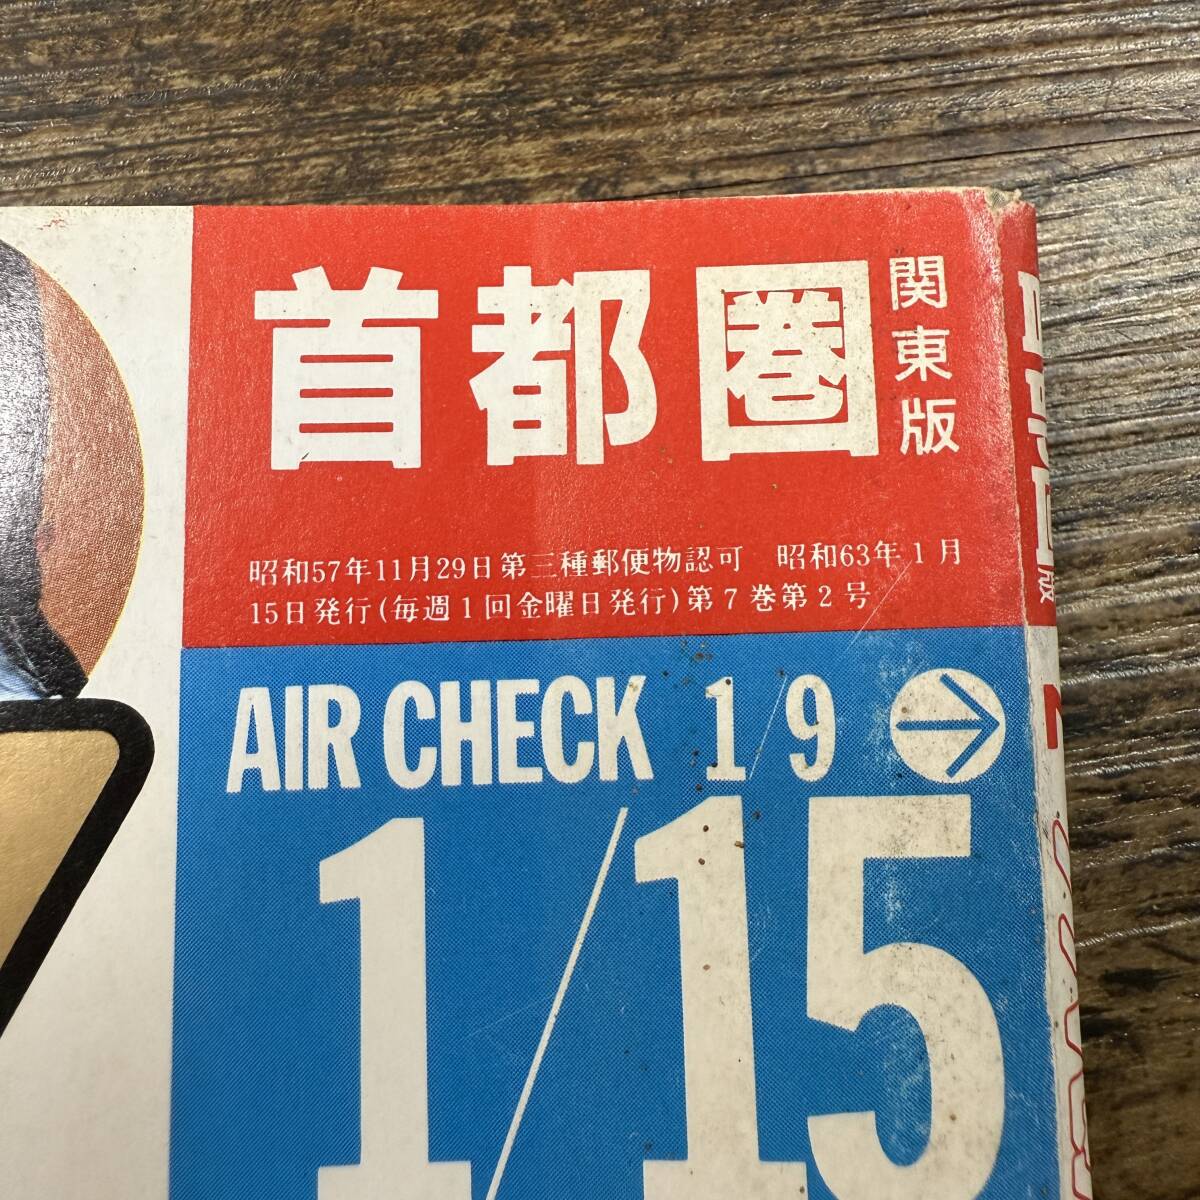 首都圏
関東版
昭和57年11月29日第三種郵便物認可 昭和63年1月
15日発行(毎週1回金曜日発行)第7巻第2号
AIR CHECK 1/9 →
1/15
版
2